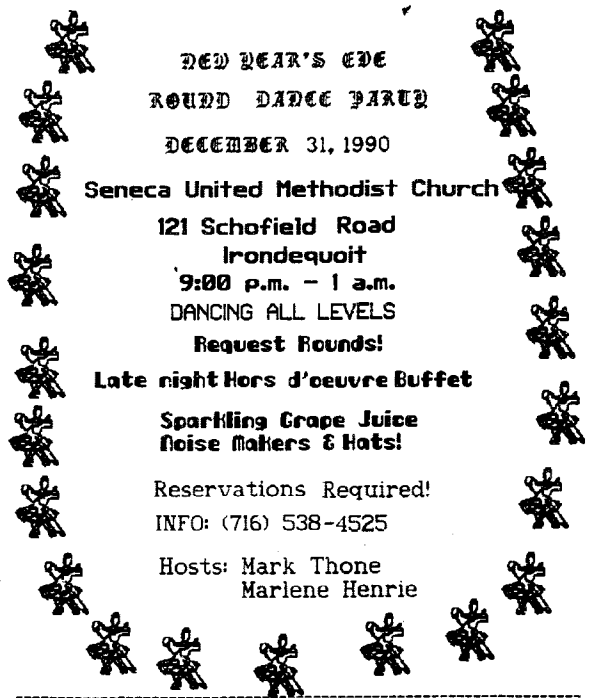 NEW YEAR'S EVE
ROUND DANCE PARTY
DECEMBER 31, 1990
Seneca United Methodist Church
121 Schofield Road
Irondequoit
9:00 p.m. - 1 a.m.
DANCING ALL LEVELS
Request Rounds!
Late night Hors d'oeuvre Buffet
Sparkling Grape Juice
Noise Makers & Hats!
Reservations Required!
INFO: (716) 538-4525
Hosts: Mark Thone
Marlene Henrie